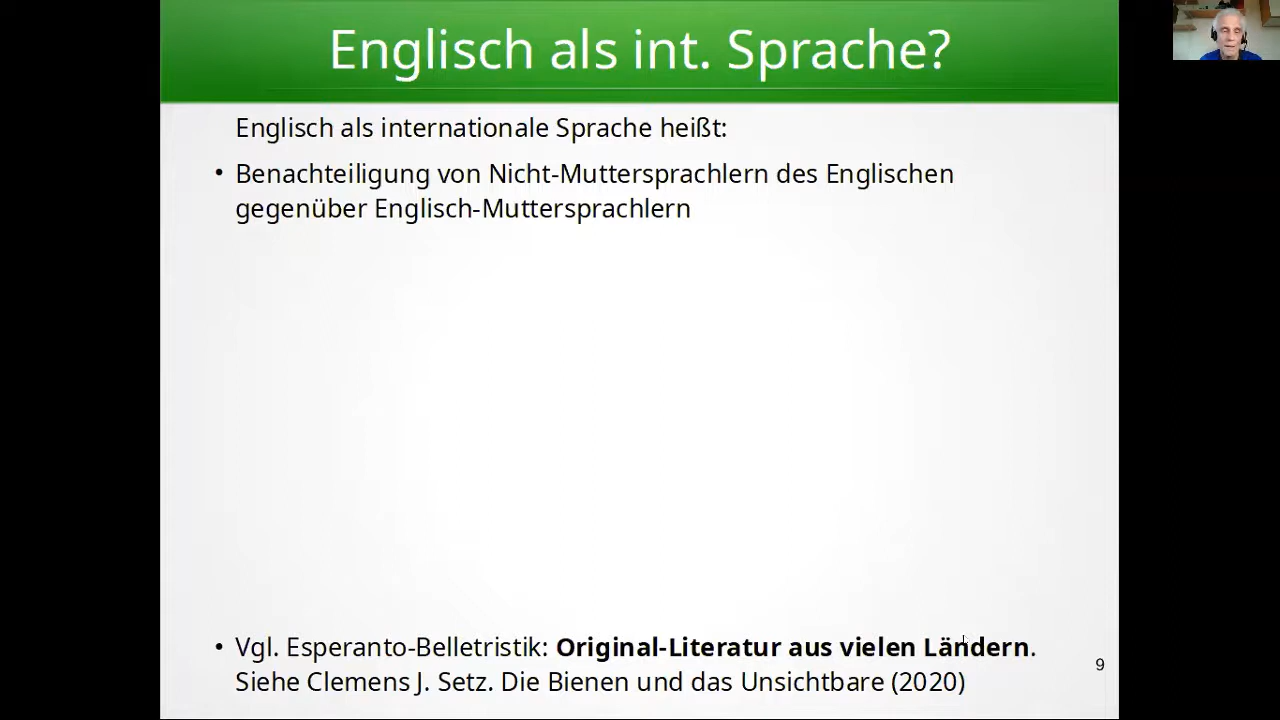 Englisch als int. Sprache?
Englisch als internationale Sprache heißt:
• Benachteiligung von Nicht-Muttersprachlern des Englischen
gegenüber Englisch-Muttersprachlern
• Vgl. Esperanto-Belletristik: Original-Literatur aus vielen Ländern.
Siehe Clemens J. Setz. Die Bienen und das Unsichtbare (2020)
9